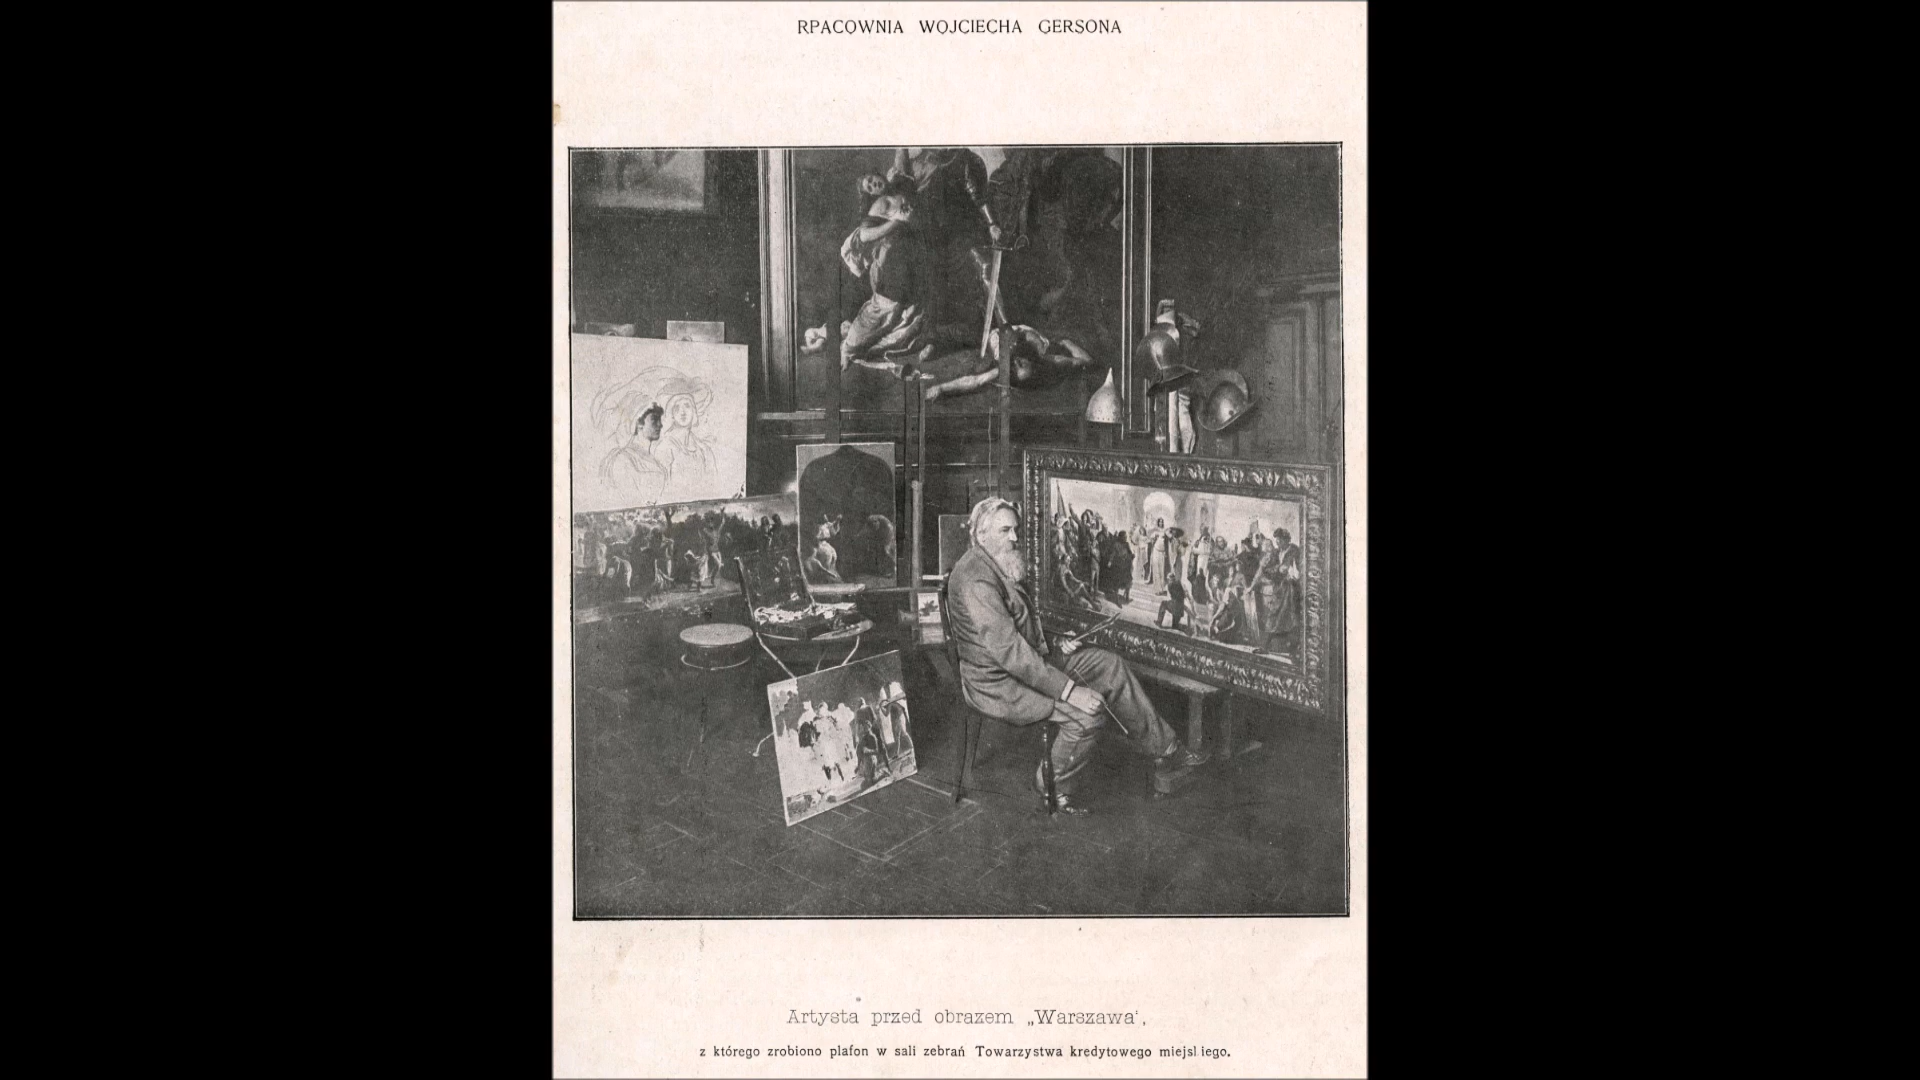 RPACOWNIA WOJCIECHA GERSONA
Artysta przed obrazem „Warszawa‘,
z którego zrobiono plafon w sali zebrań Towarzystwa kredytowego miejsl iego.